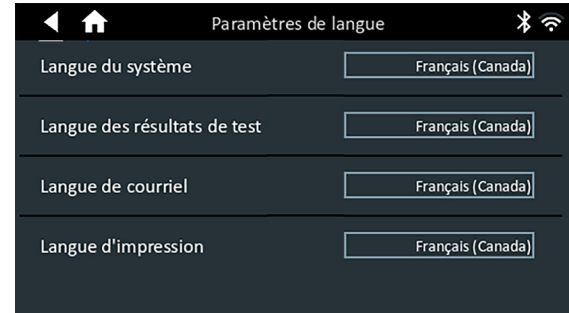 Paramètres de langue
Langue du système Français (Canada)
Langue des résultats de test Français (Canada)
Langue de courriel Français (Canada)
Langue d'impression Français (Canada)